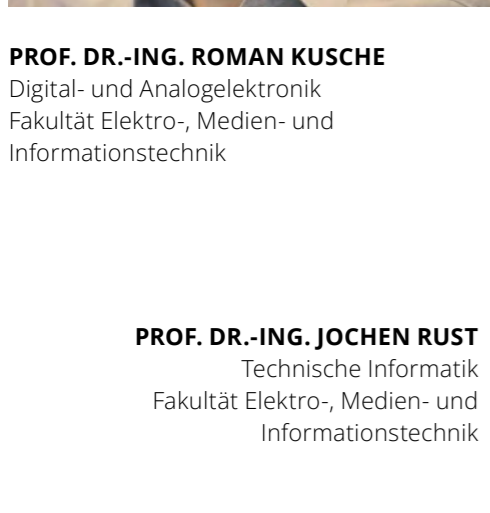 PROF. DR.-ING. ROMAN KUSCHE
Digital- und Analogelektronik
Fakultät Elektro-, Medien- und
Informationstechnik
PROF. DR.-ING. JOCHEN RUST
Technische Informatik
Fakultät Elektro-, Medien- und
Informationstechnik